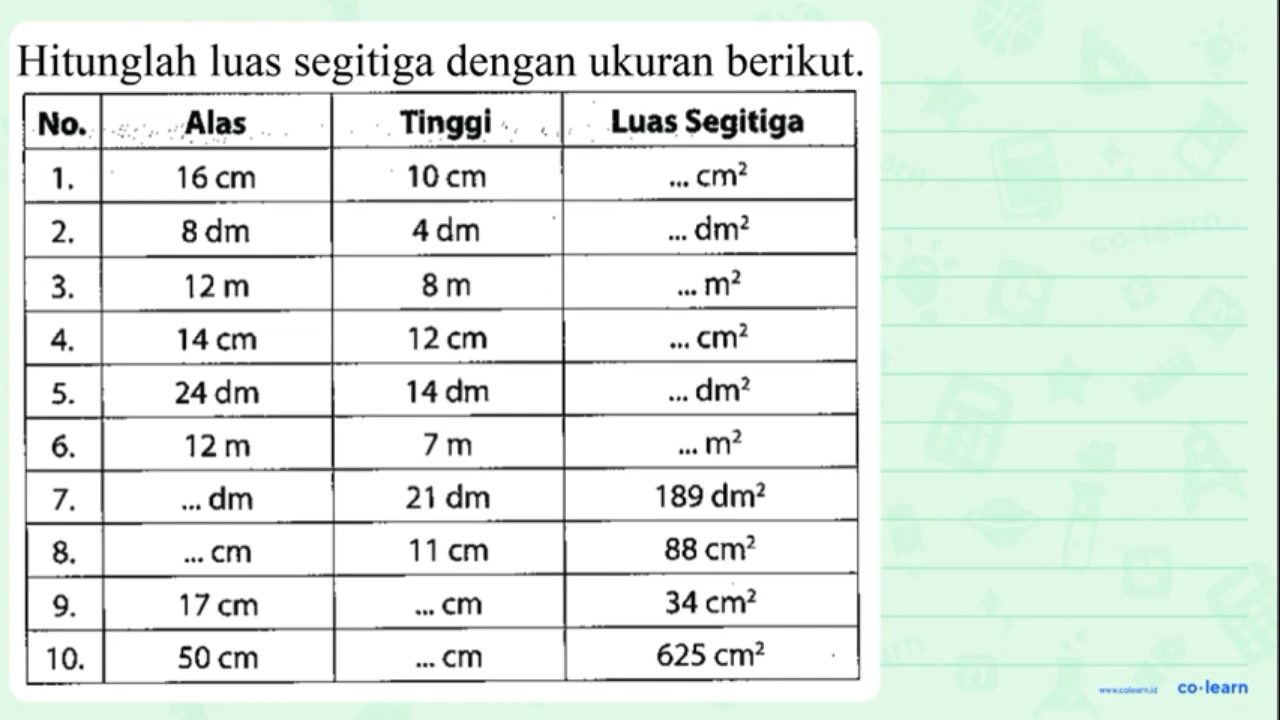 Hitunglah luas segitiga dengan ukuran berikut.
No. Alas Tinggi Luas Segitiga
1. 16 cm 10 cm ... cm²
2. 8 dm 4 dm ... dm²
3. 12 m 8 m ... m²
4. 14 cm 12 cm ... cm²
5. 24 dm 14 dm ... dm²
6. 12 m 7 m ... m²
7. ... dm 21 dm 189 dm²
8. ... cm 11 cm 88 cm²
9. 17 cm ... cm 34 cm²
10. 50 cm ... cm 625 cm²
www.colearn.id co·learn